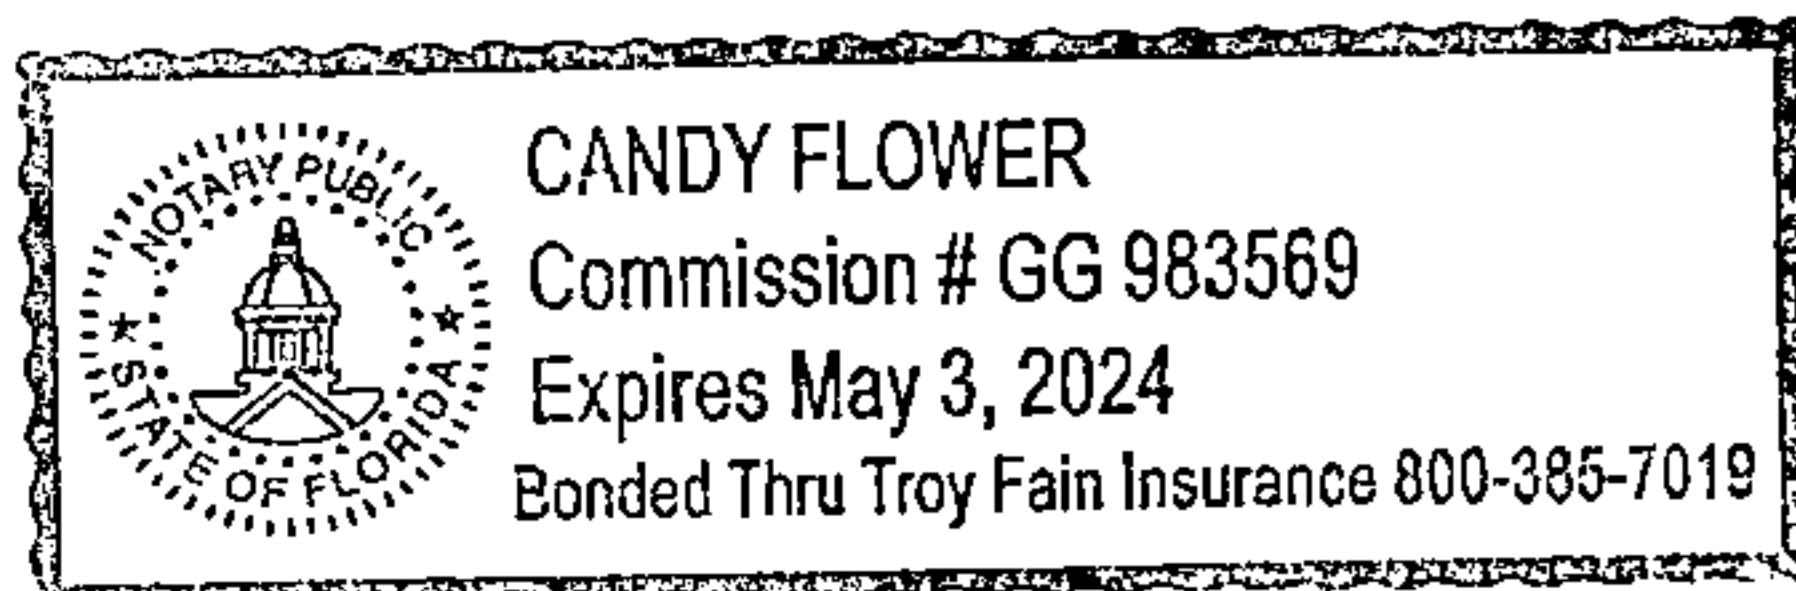 NOTARY PUBLIC
STATE OF FLORIDA
CANDY FLOWER
Commission # GG 983569
Expires May 3, 2024
Bonded Thru Troy Fain Insurance 800-385-7019